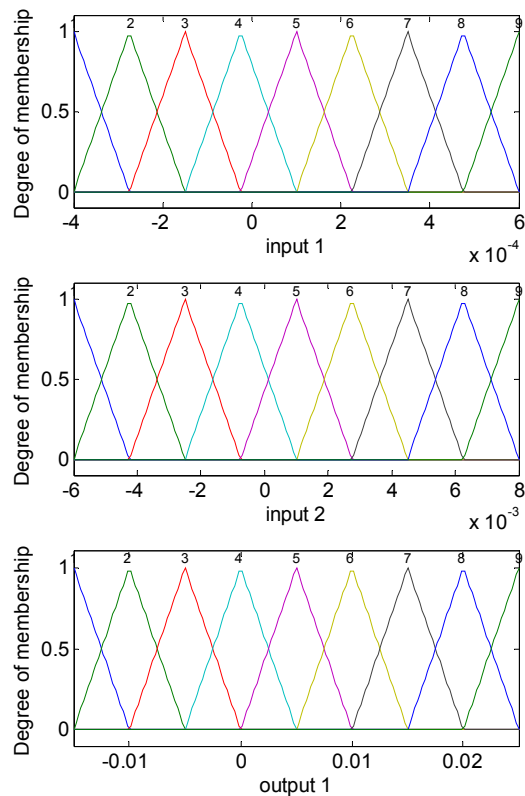 2 3 4 5 6 7 8 9
1
0.5
0
Degree of membership
-4 -2 0 2 4 6
input 1
x 10-4
2 3 4 5 6 7 8 9
1
0.5
0
Degree of membership
-6 -4 -2 0 2 4 6 8
input 2
x 10-3
2 3 4 5 6 7 8 9
1
0.5
0
Degree of membership
-0.01 0 0.01 0.02
output 1